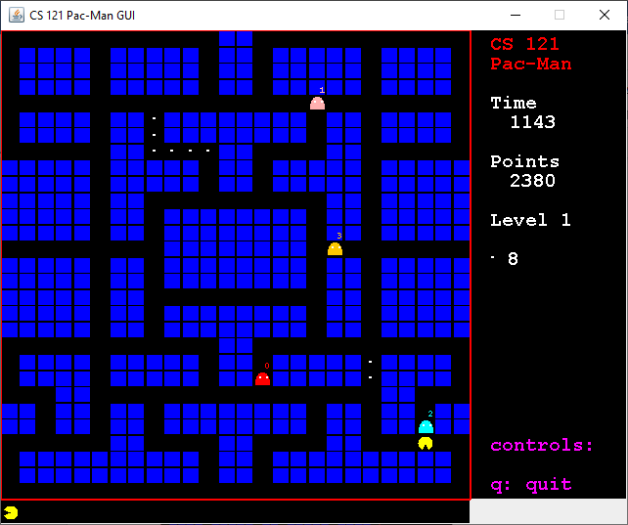 CS 121 Pac-Man GUI
CS 121
Pac-Man
1
Time
1143
Points
2380
Level 1
3
8
0
2
controls:
q: quit